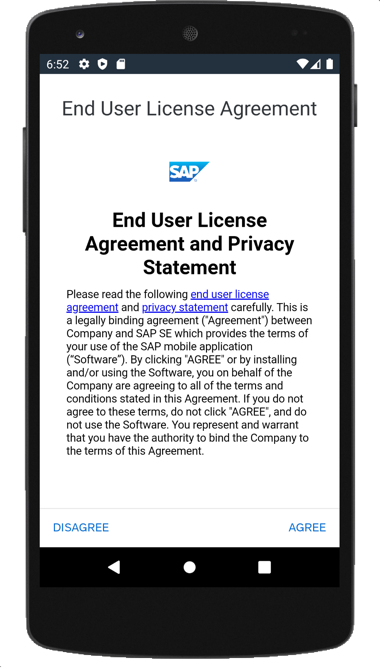 6:52
End User License Agreement
SAP
End User License
Agreement and Privacy
Statement
Please read the following end user license
agreement and privacy statement carefully. This is
a legally binding agreement ("Agreement") between
Company and SAP SE which provides the terms of
your use of the SAP mobile application
(“Software”). By clicking "AGREE" or by installing
and/or using the Software, you on behalf of the
Company are agreeing to all of the terms and
conditions stated in this Agreement. If you do not
agree to these terms, do not click "AGREE", and do
not use the Software. You represent and warrant
that you have the authority to bind the Company to
the terms of this Agreement.
DISAGREE AGREE